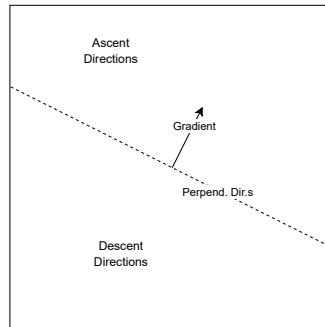 Ascent
Directions
Gradient
Perpend. Dir.s
Descent
Directions